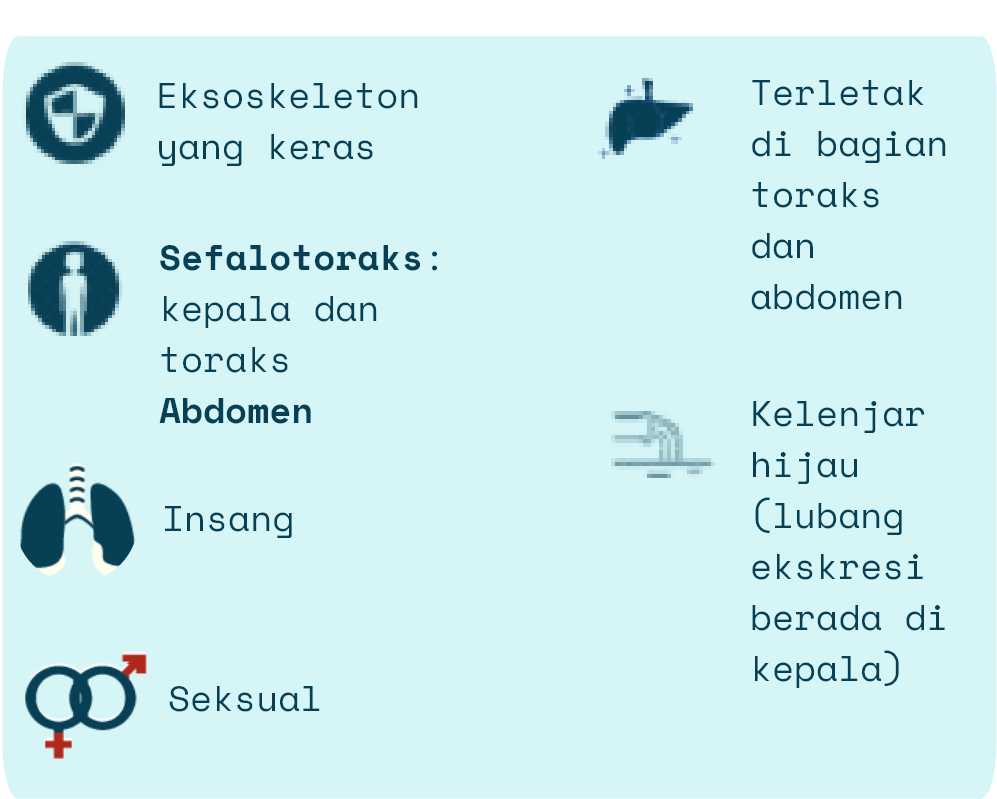 Eksoskeleton
yang keras
Sefalotoraks:
kepala dan
toraks
Abdomen
Insang
Seksual
Terletak
di bagian
toraks
dan
abdomen
Kelenjar
hijau
(lubang
ekskresi
berada di
kepala)